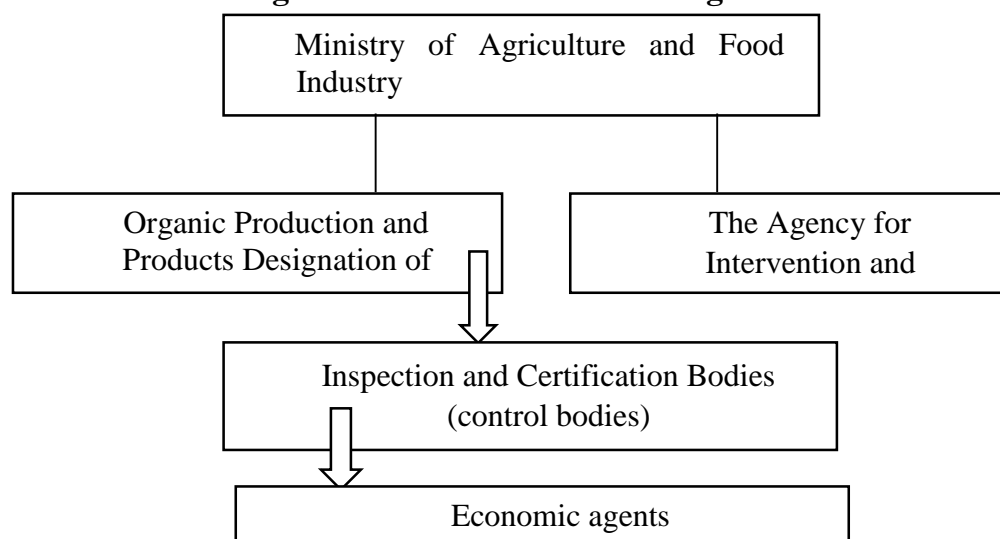 Ministry of Agriculture and Food
Industry
Organic Production and
Products Designation of
The Agency for
Intervention and
Inspection and Certification Bodies
(control bodies)
Economic agents